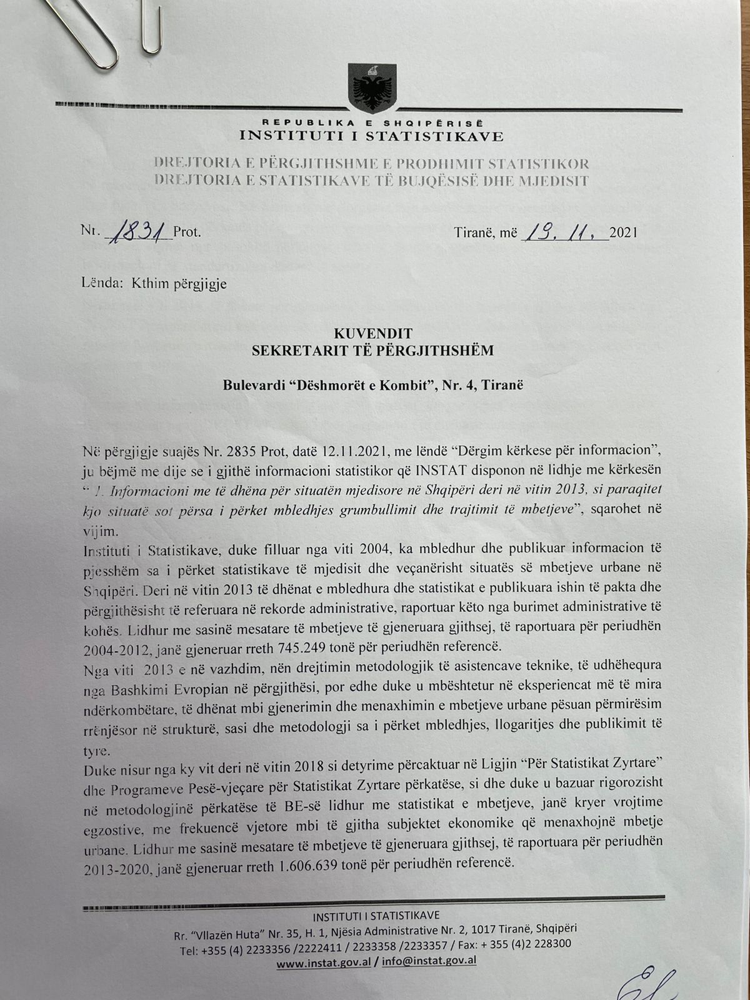 REPUBLIKA E SHQIPËRISË
INSTITUTI I STATISTIKAVE
DREJTORIA E PËRGJITHSHME E PRODHIMIT STATISTIKOR
DREJTORIA E STATISTIKAVE TË BUJQËSISË DHE MJEDISIT
Nr. 1831 Prot. Tiranë, më 19. 11. 2021
Lënda: Kthim përgjigje
KUVENDIT
SEKRETARIT TË PËRGJITHSHËM
Bulevardi “Dëshmorët e Kombit”, Nr. 4, Tiranë
Në përgjigje suajës Nr. 2835 Prot, datë 12.11.2021, me lëndë “Dërgim kërkese për informacion”,
ju bëjmë me dije se i gjithë informacioni statistikor që INSTAT disponon në lidhje me kërkesën
“ 1. Informacioni me të dhëna për situatën mjedisore në Shqipëri deri në vitin 2013, si paraqitet
kjo situatë sot përsa i përket mbledhjes grumbullimit dhe trajtimit të mbetjeve”, sqarohet në
vijim.
Instituti i Statistikave, duke filluar nga viti 2004, ka mbledhur dhe publikuar informacion të
pjesshëm sa i përket statistikave të mjedisit dhe veçanërisht situatës së mbetjeve urbane në
Shqipëri. Deri në vitin 2013 të dhënat e mbledhura dhe statistikat e publikuara ishin të pakta dhe
përgjithësisht të referuara në rekorde administrative, raportuar këto nga burimet administrative të
kohës. Lidhur me sasinë mesatare të mbetjeve të gjeneruara gjithsej, të raportuara për periudhën
2004-2012, janë gjeneruar rreth 745.249 tonë për periudhën referencë.
Nga viti 2013 e në vazhdim, nën drejtimin metodologjik të asistencave teknike, të udhëhequra
nga Bashkimi Evropian në përgjithësi, por edhe duke u mbështetur në eksperiencat më të mira
ndërkombëtare, të dhënat mbi gjenerimin dhe menaxhimin e mbetjeve urbane pësuan përmirësim
rrënjësor në strukturë, sasi dhe metodologji sa i përket mbledhjes, llogaritjes dhe publikimit të
tyre.
Duke nisur nga ky vit deri në vitin 2018 si detyrime përcaktuar në Ligjin “Për Statistikat Zyrtare”
dhe Programeve Pesë-vjeçare për Statistikat Zyrtare përkatëse, si dhe duke u bazuar rigorozisht
në metodologjinë përkatëse të BE-së lidhur me statistikat e mbetjeve, janë kryer vrojtime
egzostive, me frekuencë vjetore mbi të gjitha subjektet ekonomike që menaxhojnë mbetje
urbane. Lidhur me sasinë mesatare të mbetjeve të gjeneruara gjithsej, të raportuara për periudhën
2013-2020, janë gjeneruar rreth 1.606.639 tonë për periudhën referencë.
INSTITUTI I STATISTIKAVE
Rr. “Vllazën Huta” Nr. 35, H. 1, Njësia Administrative Nr. 2, 1017 Tiranë, Shqipëri
Tel: +355 (4) 2233356 /2222411 / 2233358 /2233357 / Fax: + 355 (4)2 228300
www.instat.gov.al / info@instat.gov.al